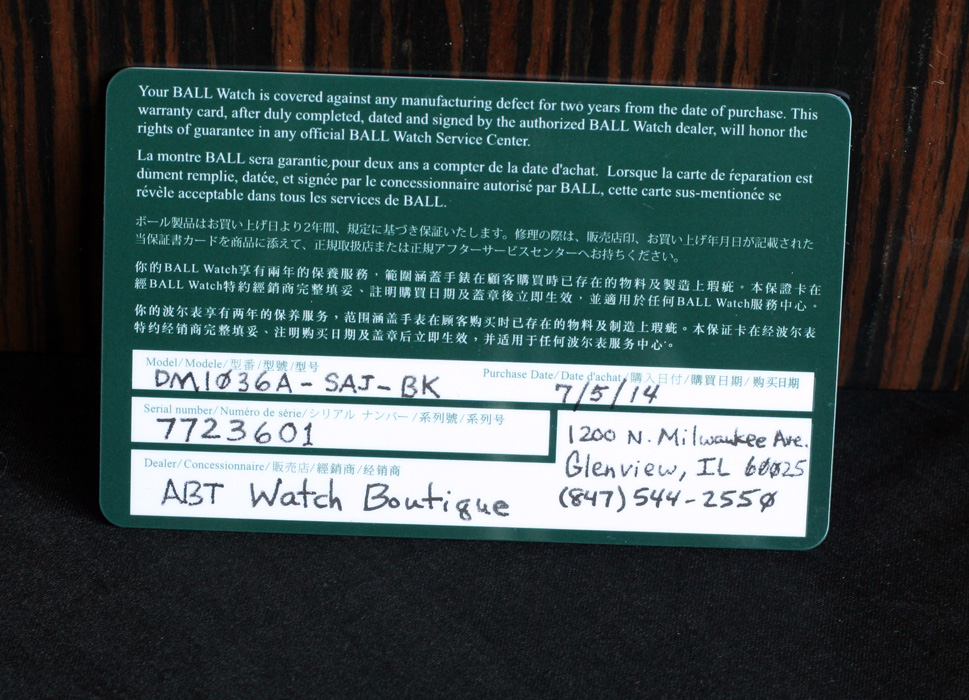 Your BALL Watch is covered against any manufacturing defect for two years from the date of purchase. This
warranty card, after duly completed, dated and signed by the authorized BALL Watch dealer, will honor the
rights of guarantee in any official BALL Watch Service Center.
La montre BALL sera garantie,pour deux ans a compter de la date d'achat. Lorsque la carte de réparation est
dûment remplie, datée, et signée par le concessionnaire autorisé par BALL, cette carte sus-mentionée se
révèle acceptable dans tous les services de BALL.
ボール製品はお買い上げ日より2年間、規定に基づき保証いたします。修理の際は、販売店印、お買い上げ年月日が記載された
当保証書カードを商品に添えて、正規取扱店または正規アフターサービスセンターへお持ちください。
你的BALL Watch享有兩年的保養服務，範圍涵蓋手錶在顧客購買時已存在的物料及製造上瑕疵。本保證卡在
經BALL Watch特約經銷商完整填妥、註明購買日期及蓋章後立即生效，並適用於任何BALL Watch服務中心。
你的波尔表享有两年的保养服务，范围涵盖手表在顾客购买时已存在的物料及制造上瑕疵。本保证卡在经波尔表
特约经销商完整填妥、注明购买日期及盖章后立即生效，并适用于任何波尔表服务中心。
Model/Modele/型番/型號/型号
DM1036A-SAJ-BK
Purchase Date/Date d'achat/購入日付/購買日期/购买日期
7/5/14
Serial number/Numéro de série/シリアル ナンバー/系列號/系列号
7723601
Dealer/Concessionnaire/販売店/經銷商/经销商
ABT Watch Boutique
1200 N. Milwaukee Ave.
Glenview, IL 60025
(847) 544-2550